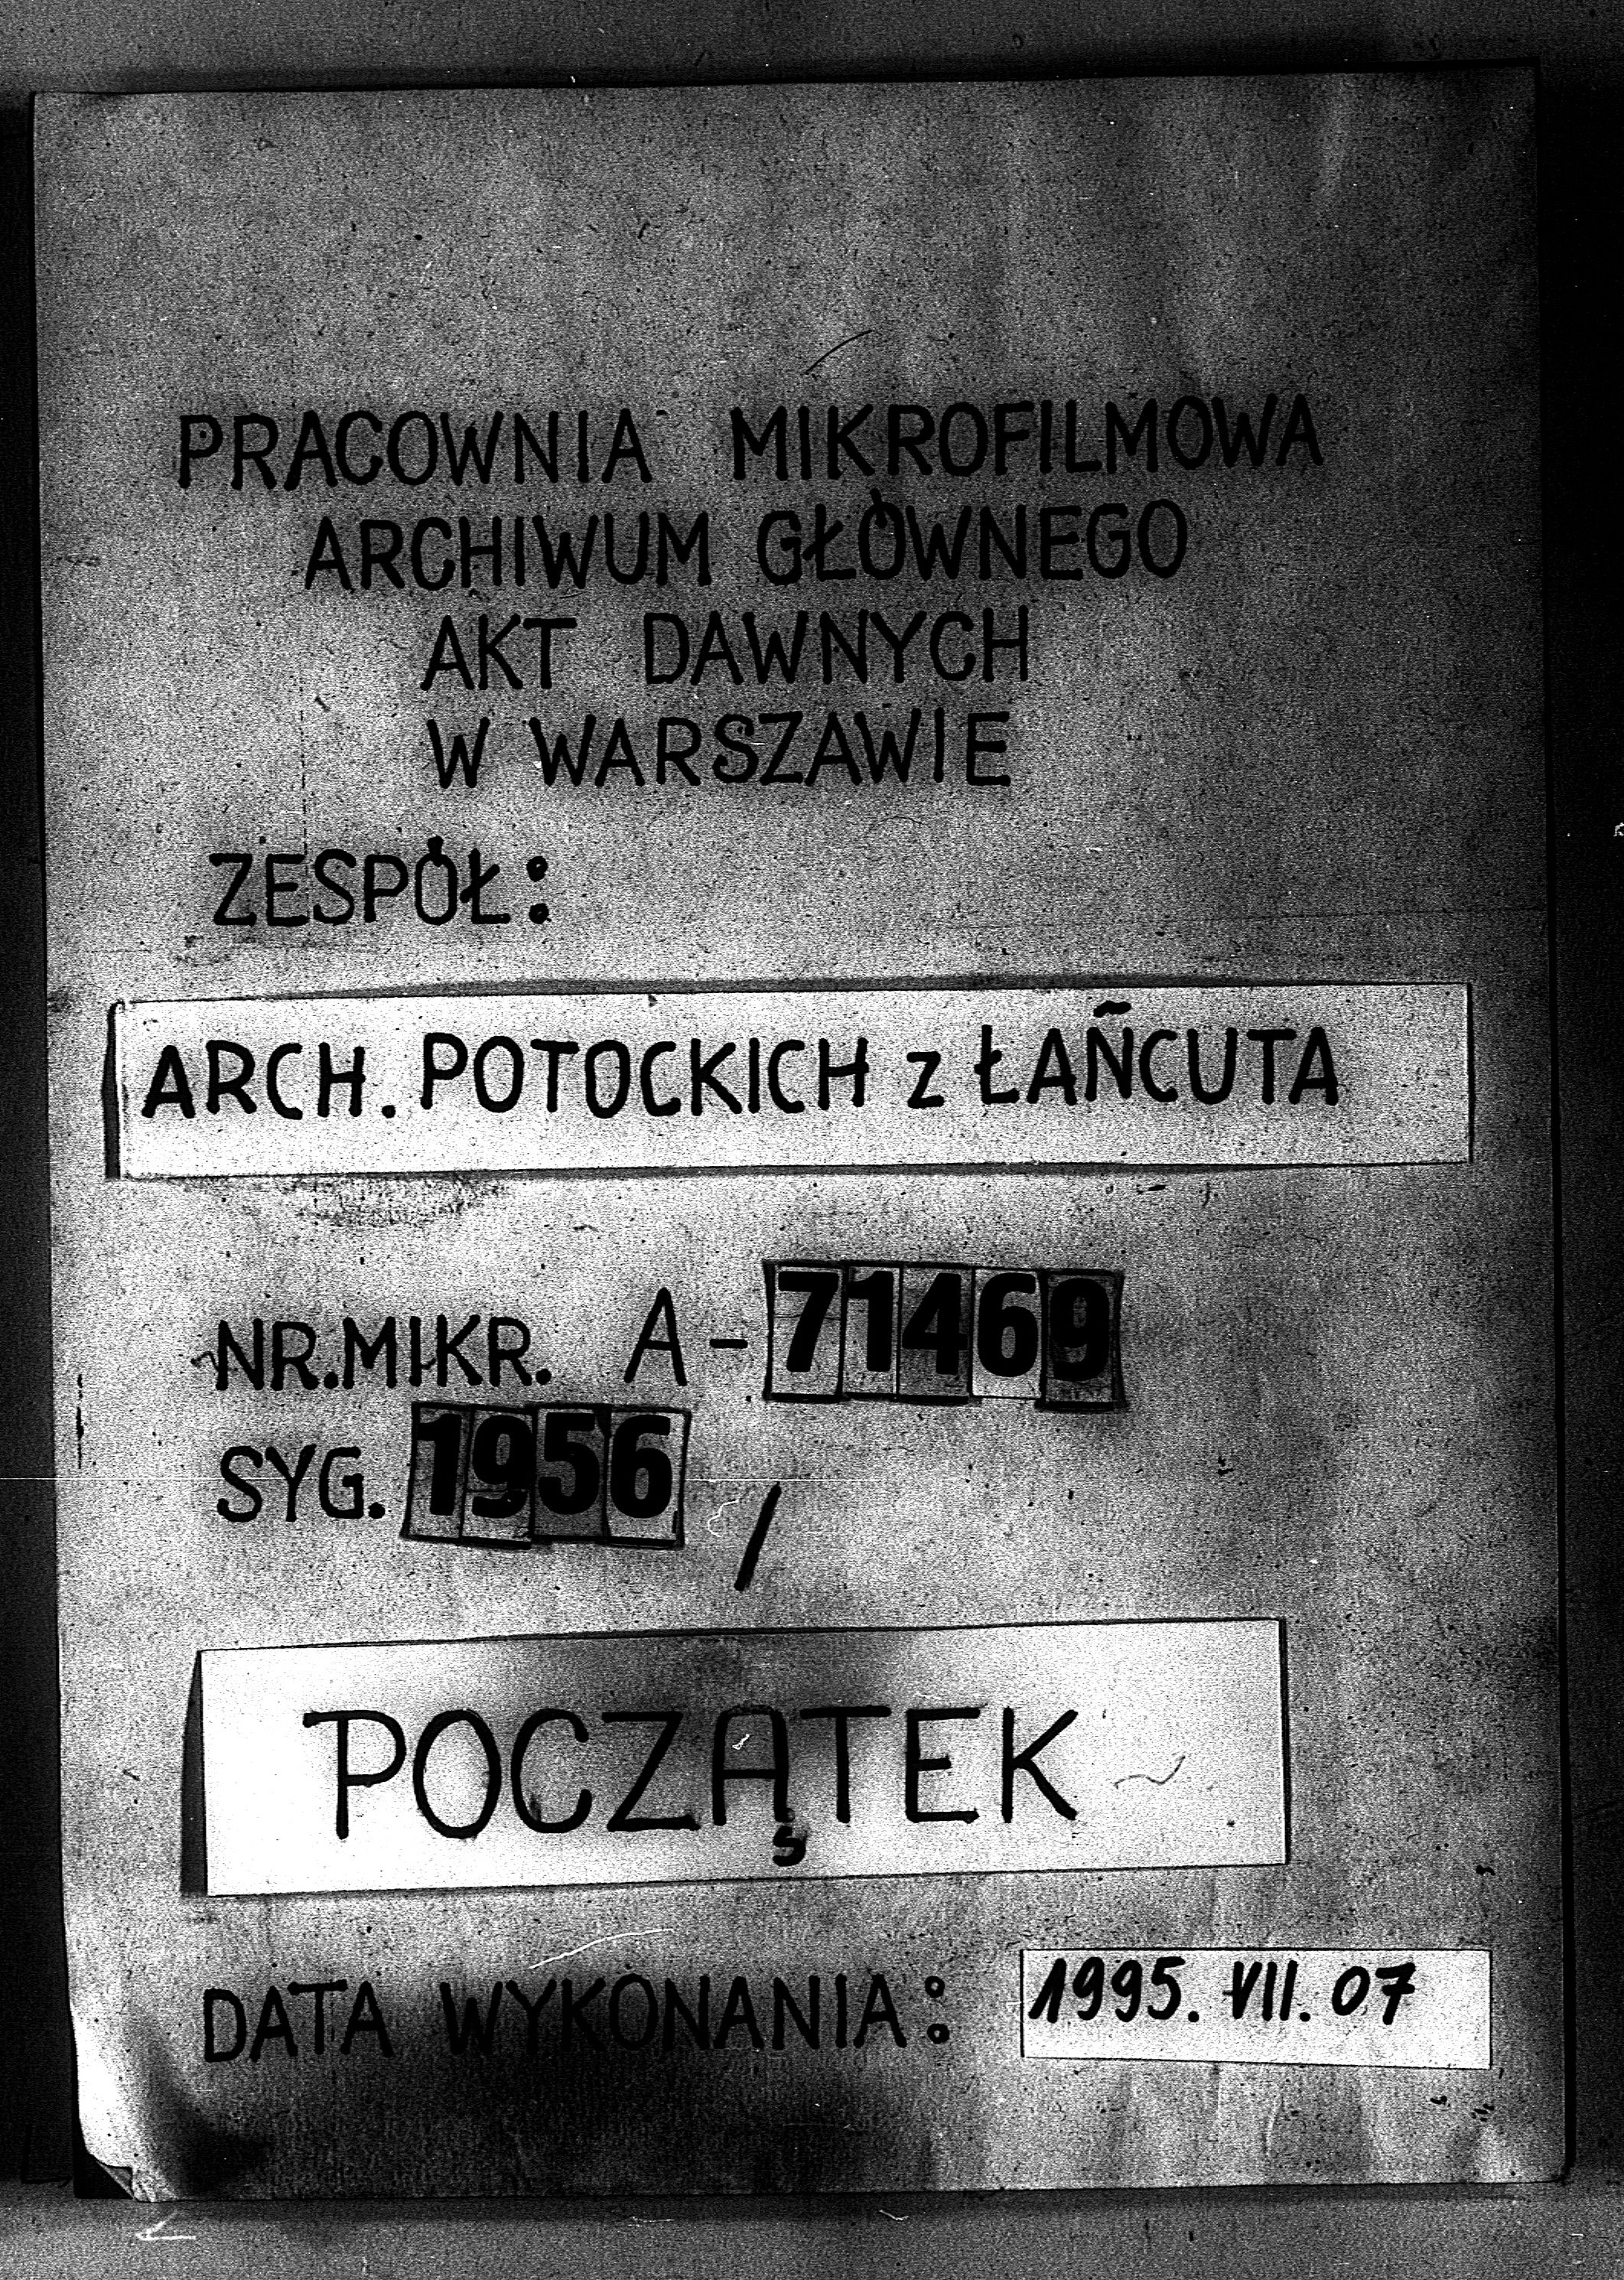 PRACOWNIA MIKROFILMOWA
ARCHIWUM GŁÓWNEGO
AKT DAWNYCH
W WARSZAWIE
ZESPÓŁ:
ARCH. POTOCKICH z ŁAŃCUTA
NR.MIKR. A-71469
SYG. 1956 /
POCZĄTEK
DATA WYKONANIA: 1995. VII. 07